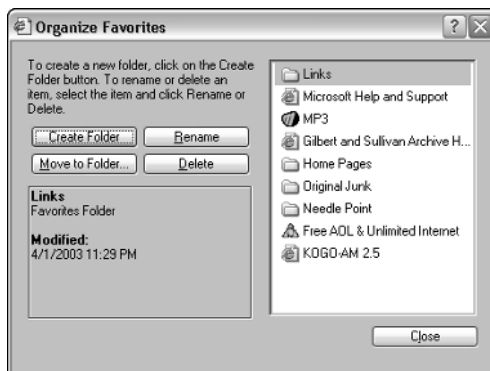 Organize Favorites
To create a new folder, click on the Create
Folder button. To rename or delete an
item, select the item and click Rename or
Delete.
Create Folder
Rename
Move to Folder...
Delete
Links
Favorites Folder
Modified:
4/1/2003 11:29 PM
Links
Microsoft Help and Support
MP3
Gilbert and Sullivan Archive H...
Home Pages
Original Junk
Needle Point
Free AOL & Unlimited Internet
KOGO-AM 2.5
Close